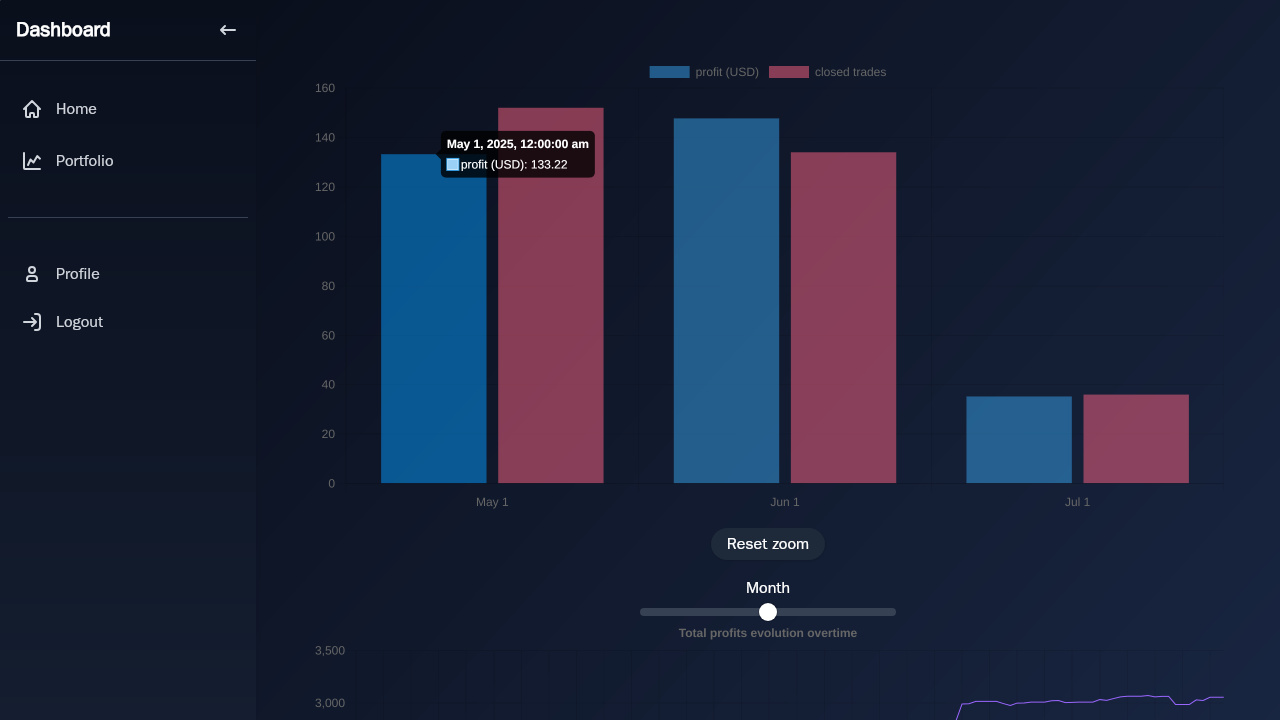 Dashboard
Home
Portfolio
Profile
Logout
profit (USD) closed trades
160
140
120
100
80
60
40
20
0
May 1, 2025, 12:00:00 am
profit (USD): 133.22
May 1 Jun 1 Jul 1
Reset zoom
Month
Total profits evolution overtime
3,500
3,000